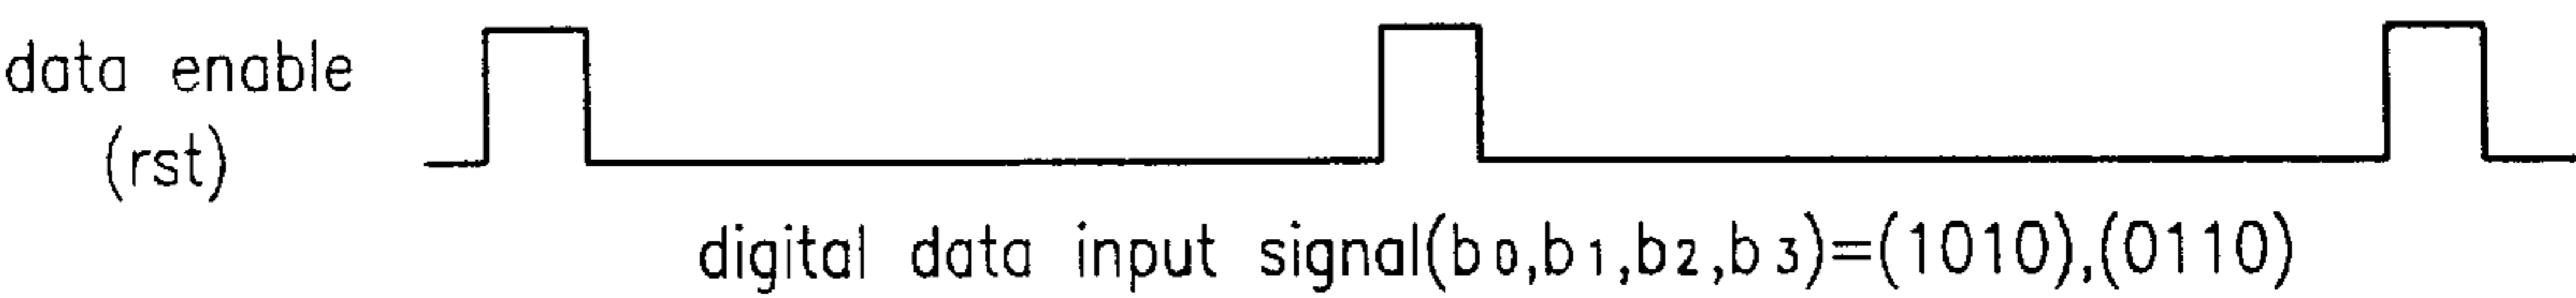 data enable
(rst)
digital data input signal(b0,b1,b2,b3)=(1010),(0110)